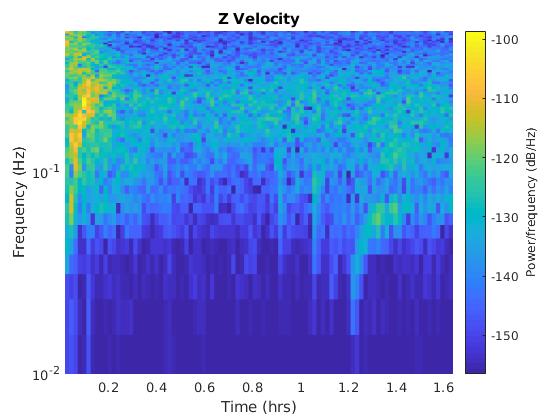 Z Velocity
Frequency (Hz)
10-1
10-2
0.2 0.4 0.6 0.8 1 1.2 1.4 1.6
Time (hrs)
-100
-110
-120
-130
-140
-150
Power/frequency (dB/Hz)